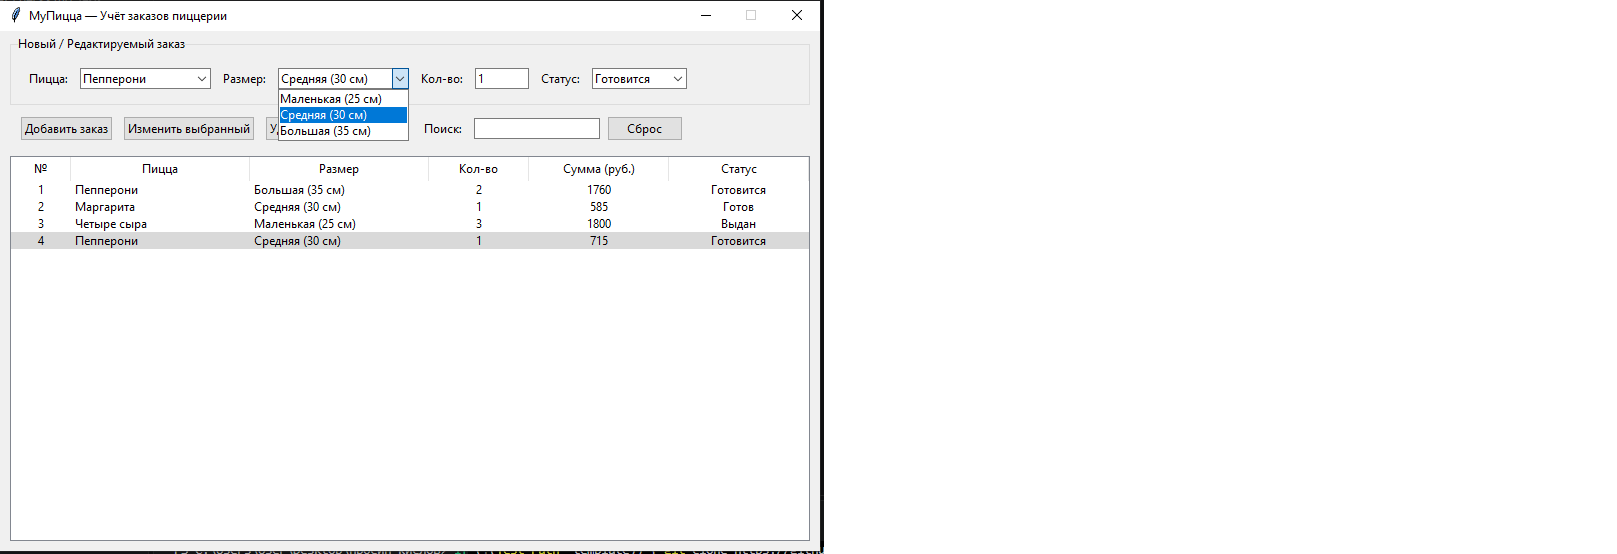 МуПицца — Учёт заказов пиццерии
Новый / Редактируемый заказ
Пицца: Пепперони Размер: Средняя (30 см) Кол-во: 1 Статус: Готовится
Маленькая (25 см)
Средняя (30 см)
Большая (35 см)
Добавить заказ Изменить выбранный Поиск: Сброс
№ Пицца Размер Кол-во Сумма (руб.) Статус
1 Пепперони Большая (35 см) 2 1760 Готовится
2 Маргарита Средняя (30 см) 1 585 Готов
3 Четыре сыра Маленькая (25 см) 3 1800 Выдан
4 Пепперони Средняя (30 см) 1 715 Готовится